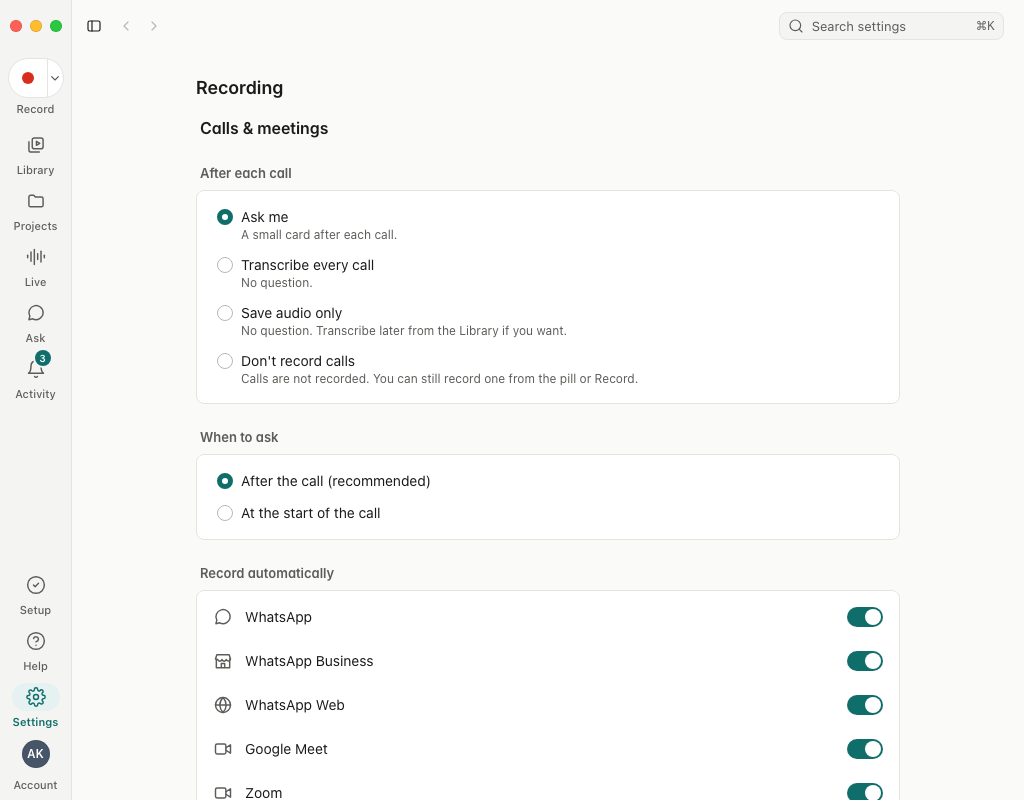 Search settings
⌘K
Record
Library
Projects
Live
Ask
3
Activity
Setup
Help
Settings
AK
Account
Recording
Calls & meetings
After each call
Ask me
A small card after each call.
Transcribe every call
No question.
Save audio only
No question. Transcribe later from the Library if you want.
Don't record calls
Calls are not recorded. You can still record one from the pill or Record.
When to ask
After the call (recommended)
At the start of the call
Record automatically
WhatsApp
WhatsApp Business
WhatsApp Web
Google Meet
Zoom